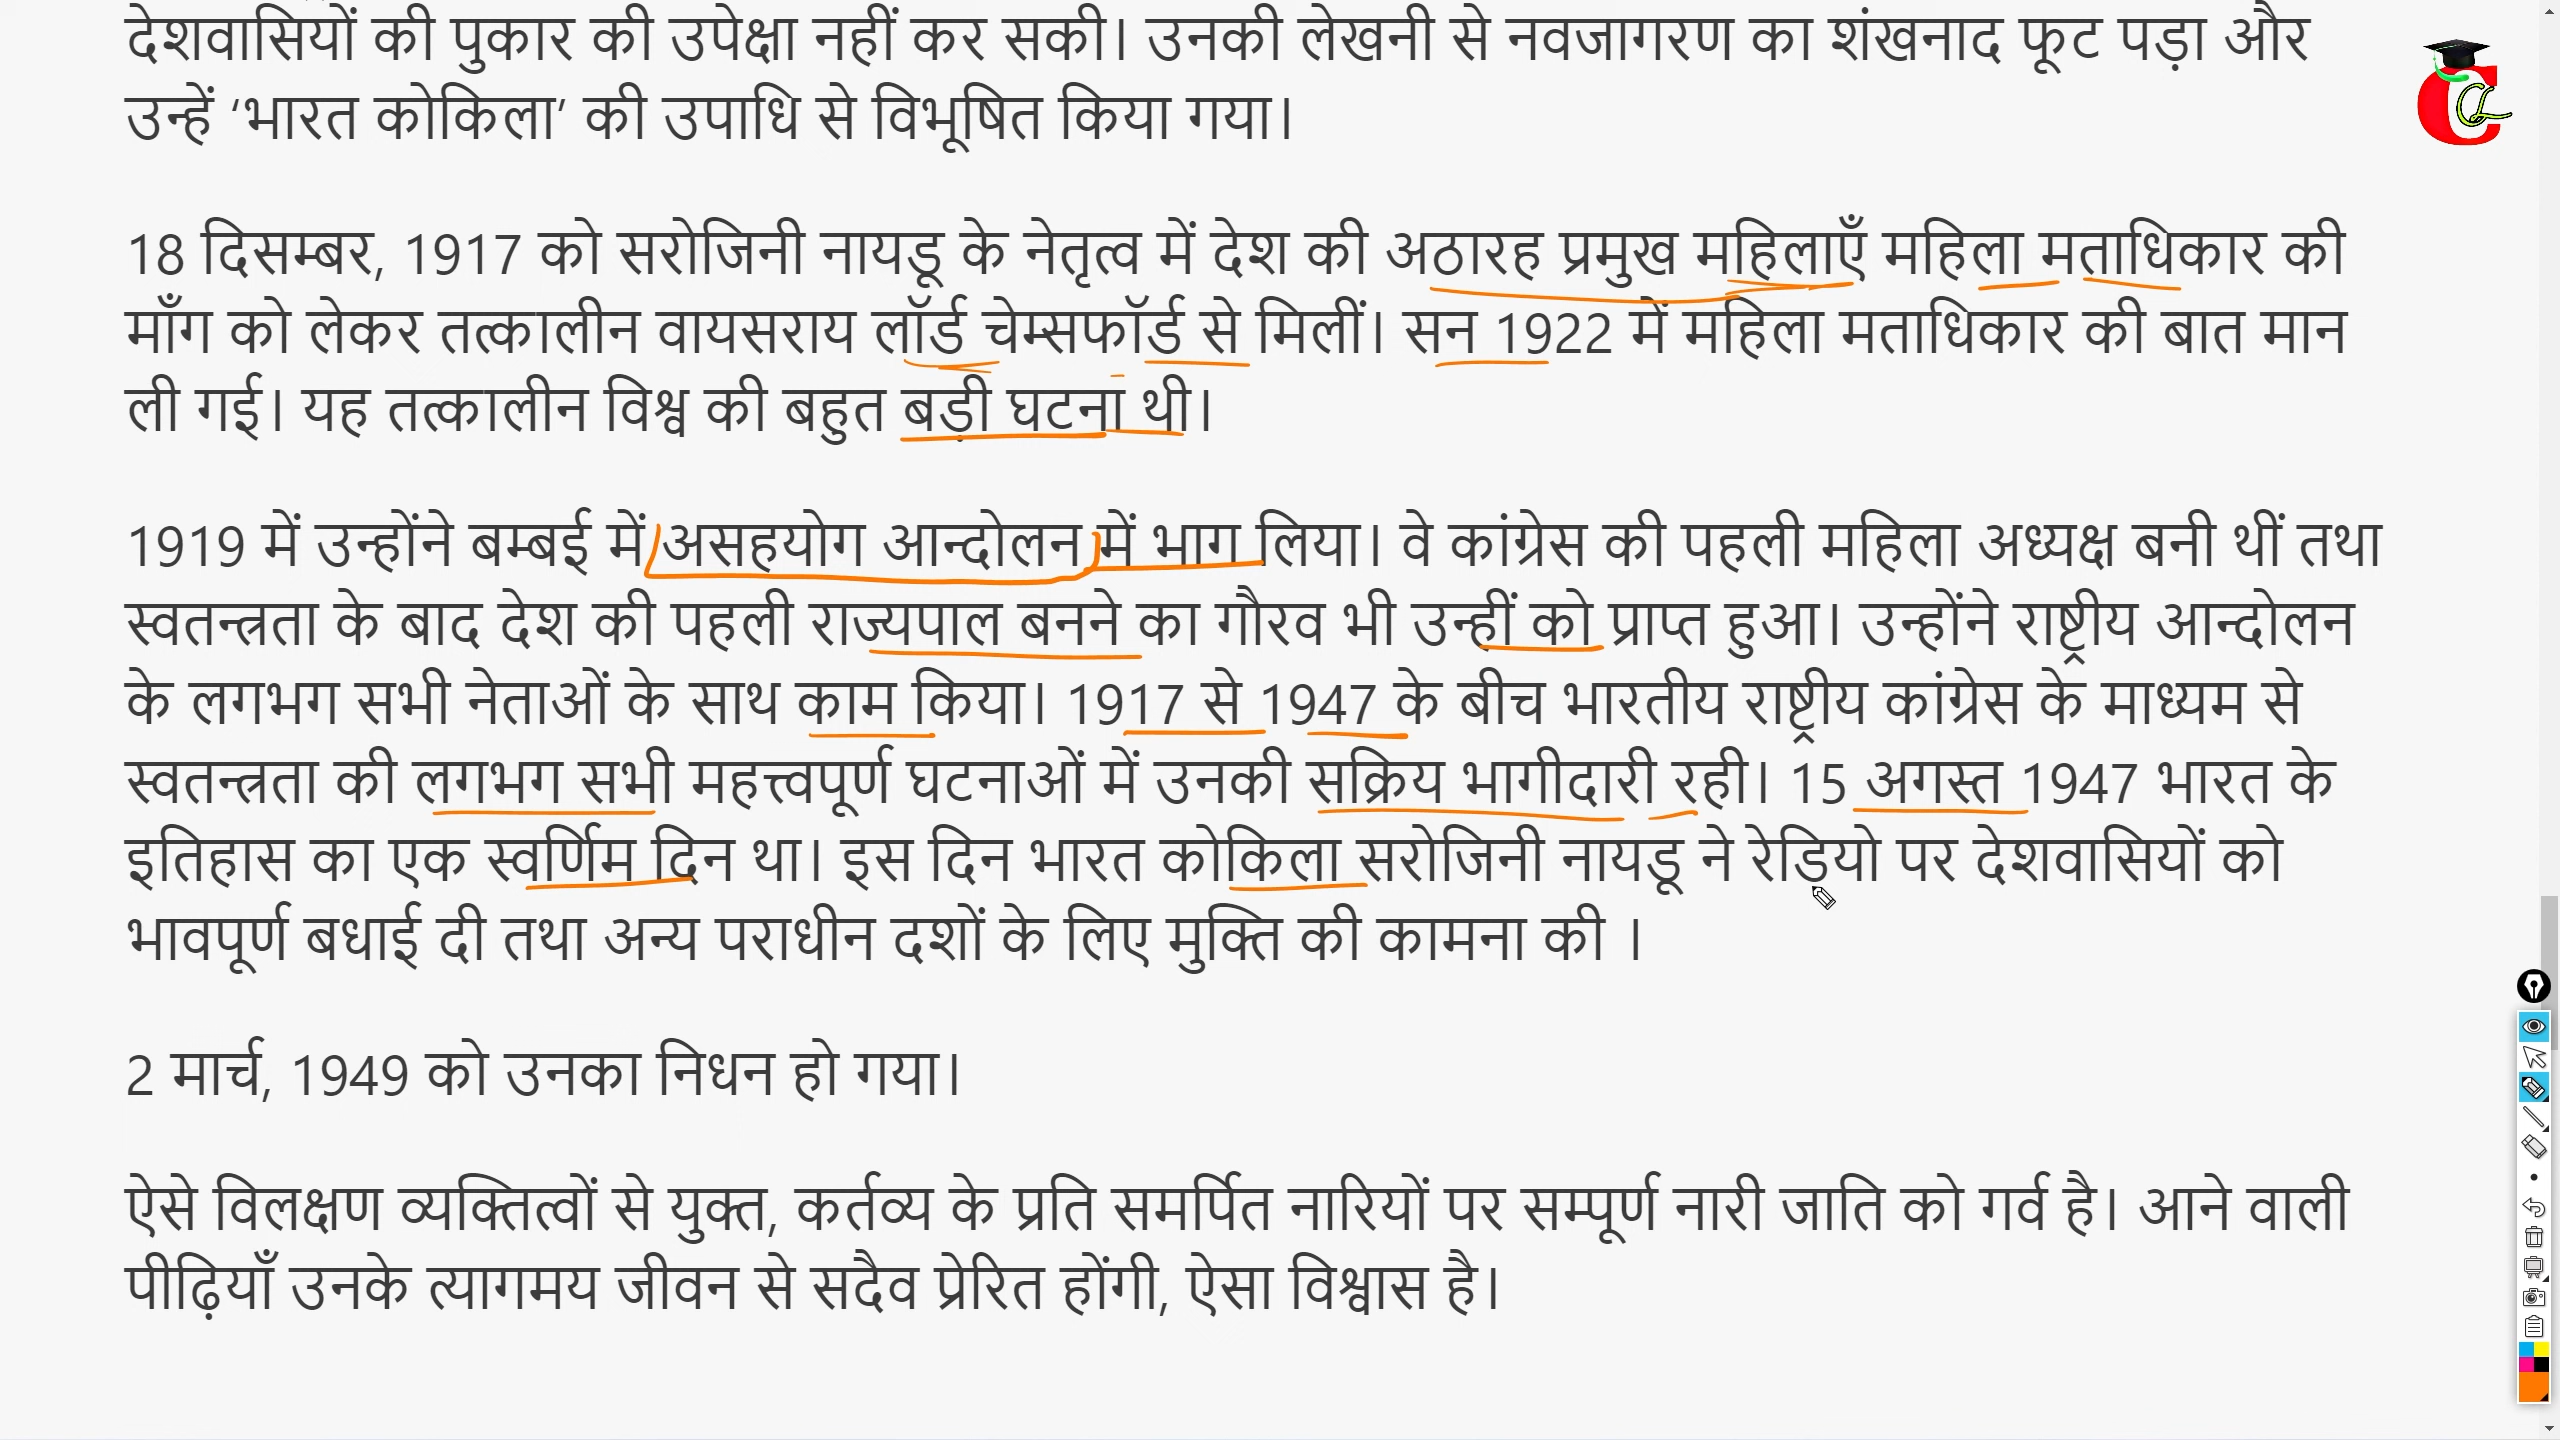 देशवासियों की पुकार की उपेक्षा नहीं कर सकी। उनकी लेखनी से नवजागरण का शंखनाद फूट पड़ा और
उन्हें ‘भारत कोकिला’ की उपाधि से विभूषित किया गया।
18 दिसम्बर, 1917 को सरोजिनी नायडू के नेतृत्व में देश की अठारह प्रमुख महिलाएँ महिला मताधिकार की
माँग को लेकर तत्कालीन वायसराय लॉर्ड चेम्सफॉर्ड से मिलीं। सन 1922 में महिला मताधिकार की बात मान
ली गई। यह तत्कालीन विश्व की बहुत बड़ी घटना थी।
1919 में उन्होंने बम्बई में असहयोग आन्दोलन में भाग लिया। वे कांग्रेस की पहली महिला अध्यक्ष बनी थीं तथा
स्वतन्त्रता के बाद देश की पहली राज्यपाल बनने का गौरव भी उन्हीं को प्राप्त हुआ। उन्होंने राष्ट्रीय आन्दोलन
के लगभग सभी नेताओं के साथ काम किया। 1917 से 1947 के बीच भारतीय राष्ट्रीय कांग्रेस के माध्यम से
स्वतन्त्रता की लगभग सभी महत्त्वपूर्ण घटनाओं में उनकी सक्रिय भागीदारी रही। 15 अगस्त 1947 भारत के
इतिहास का एक स्वर्णिम दिन था। इस दिन भारत कोकिला सरोजिनी नायडू ने रेडियो पर देशवासियों को
भावपूर्ण बधाई दी तथा अन्य पराधीन दशों के लिए मुक्ति की कामना की ।
2 मार्च, 1949 को उनका निधन हो गया।
ऐसे विलक्षण व्यक्तित्वों से युक्त, कर्तव्य के प्रति समर्पित नारियों पर सम्पूर्ण नारी जाति को गर्व है। आने वाली
पीढ़ियाँ उनके त्यागमय जीवन से सदैव प्रेरित होंगी, ऐसा विश्वास है।